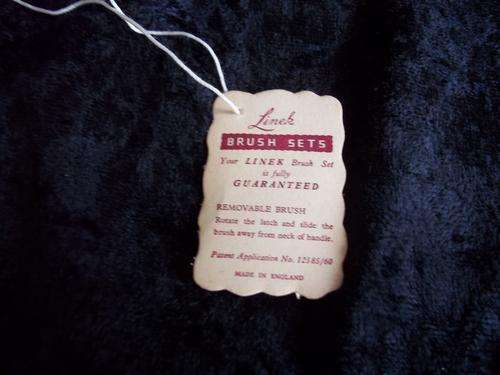 Linek
BRUSH SETS
Your LINEK Brush Set
is fully
GUARANTEED
REMOVABLE BRUSH
Rotate the latch and slide the
brush away from neck of handle.
Patent Application No. 12585/60
MADE IN ENGLAND